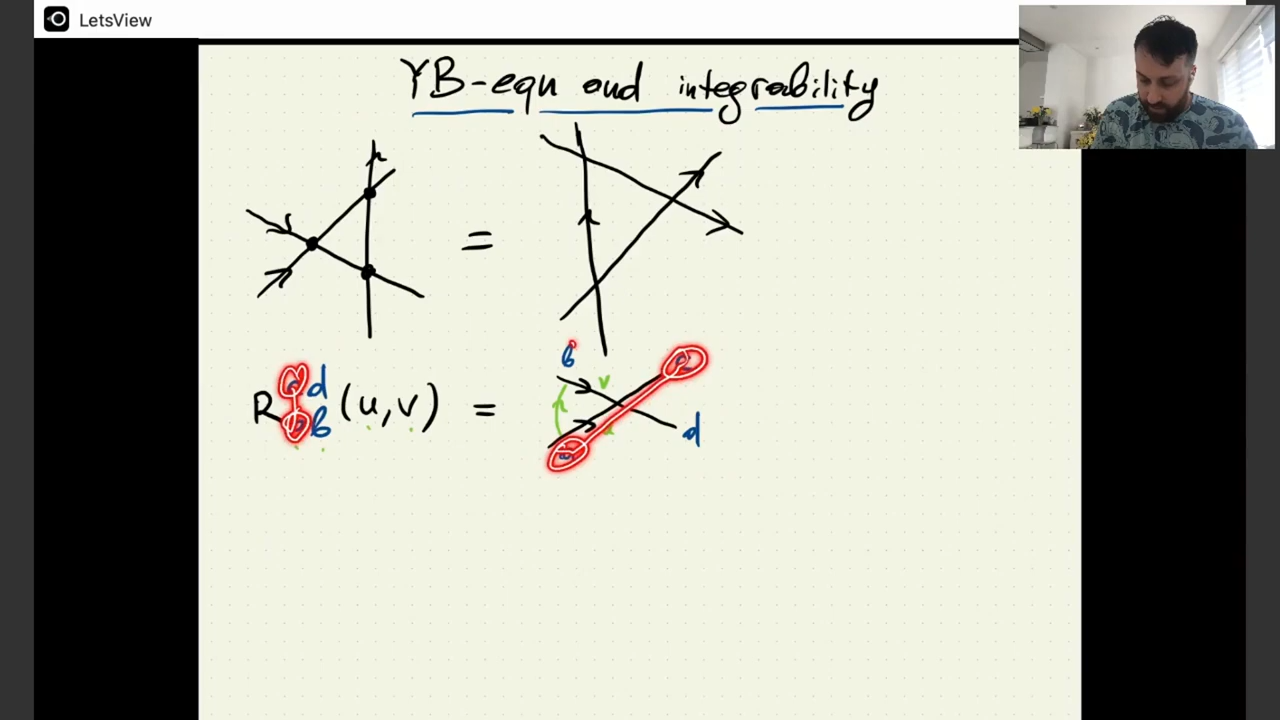 LetsView
YB-eqn and integrability
=
b
R d b (u, v) = v
d